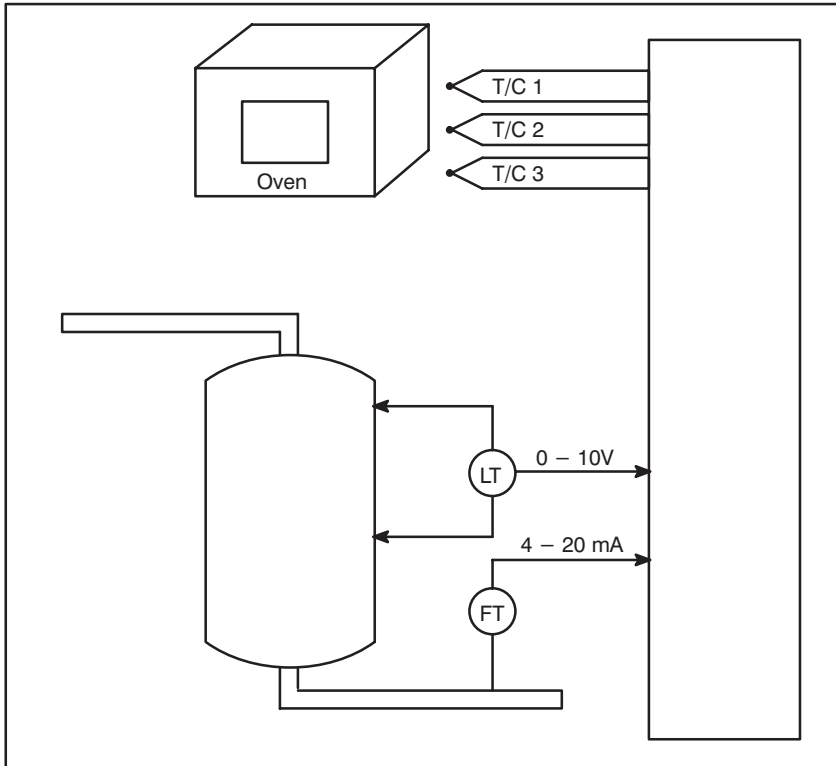 T/C 1
T/C 2
T/C 3
Oven
0 – 10V
LT
4 – 20 mA
FT